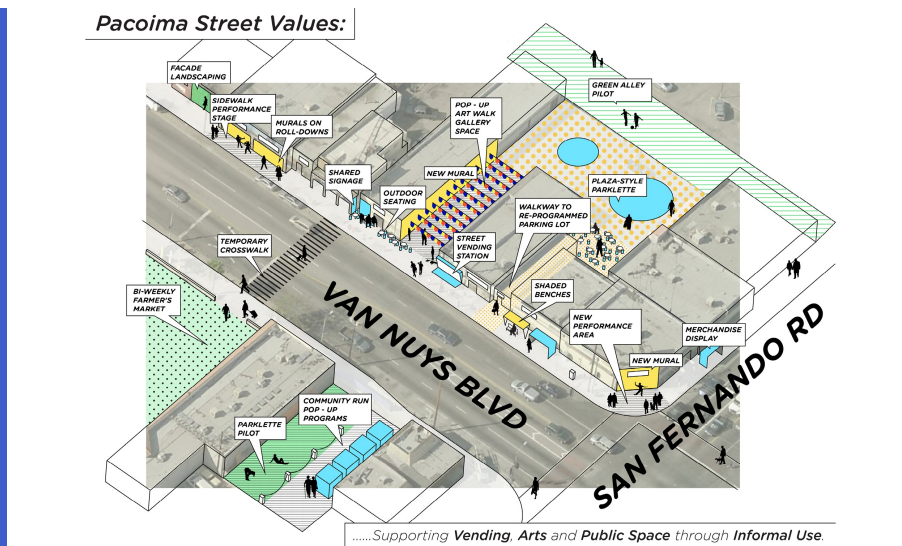 Pacoima Street Values:
FACADE
LANDSCAPING
SIDEWALK
PERFORMANCE
STAGE
MURALS ON
ROLL-DOWNS
POP - UP
ART WALK
GALLERY
SPACE
GREEN ALLEY
PILOT
SHARED
SIGNAGE
NEW MURAL
OUTDOOR
SEATING
PLAZA-STYLE
PARKLETTE
WALKWAY TO
RE-PROGRAMMED
PARKING LOT
STREET
VENDING
STATION
TEMPORARY
CROSSWALK
BI-WEEKLY
FARMER'S
MARKET
SHADED
BENCHES
NEW
PERFORMANCE
AREA
MERCHANDISE
DISPLAY
NEW MURAL
VAN NUYS BLVD
SAN FERNANDO RD
COMMUNITY RUN
POP - UP
PROGRAMS
PARKLETTE
PILOT
......Supporting Vending, Arts and Public Space through Informal Use.